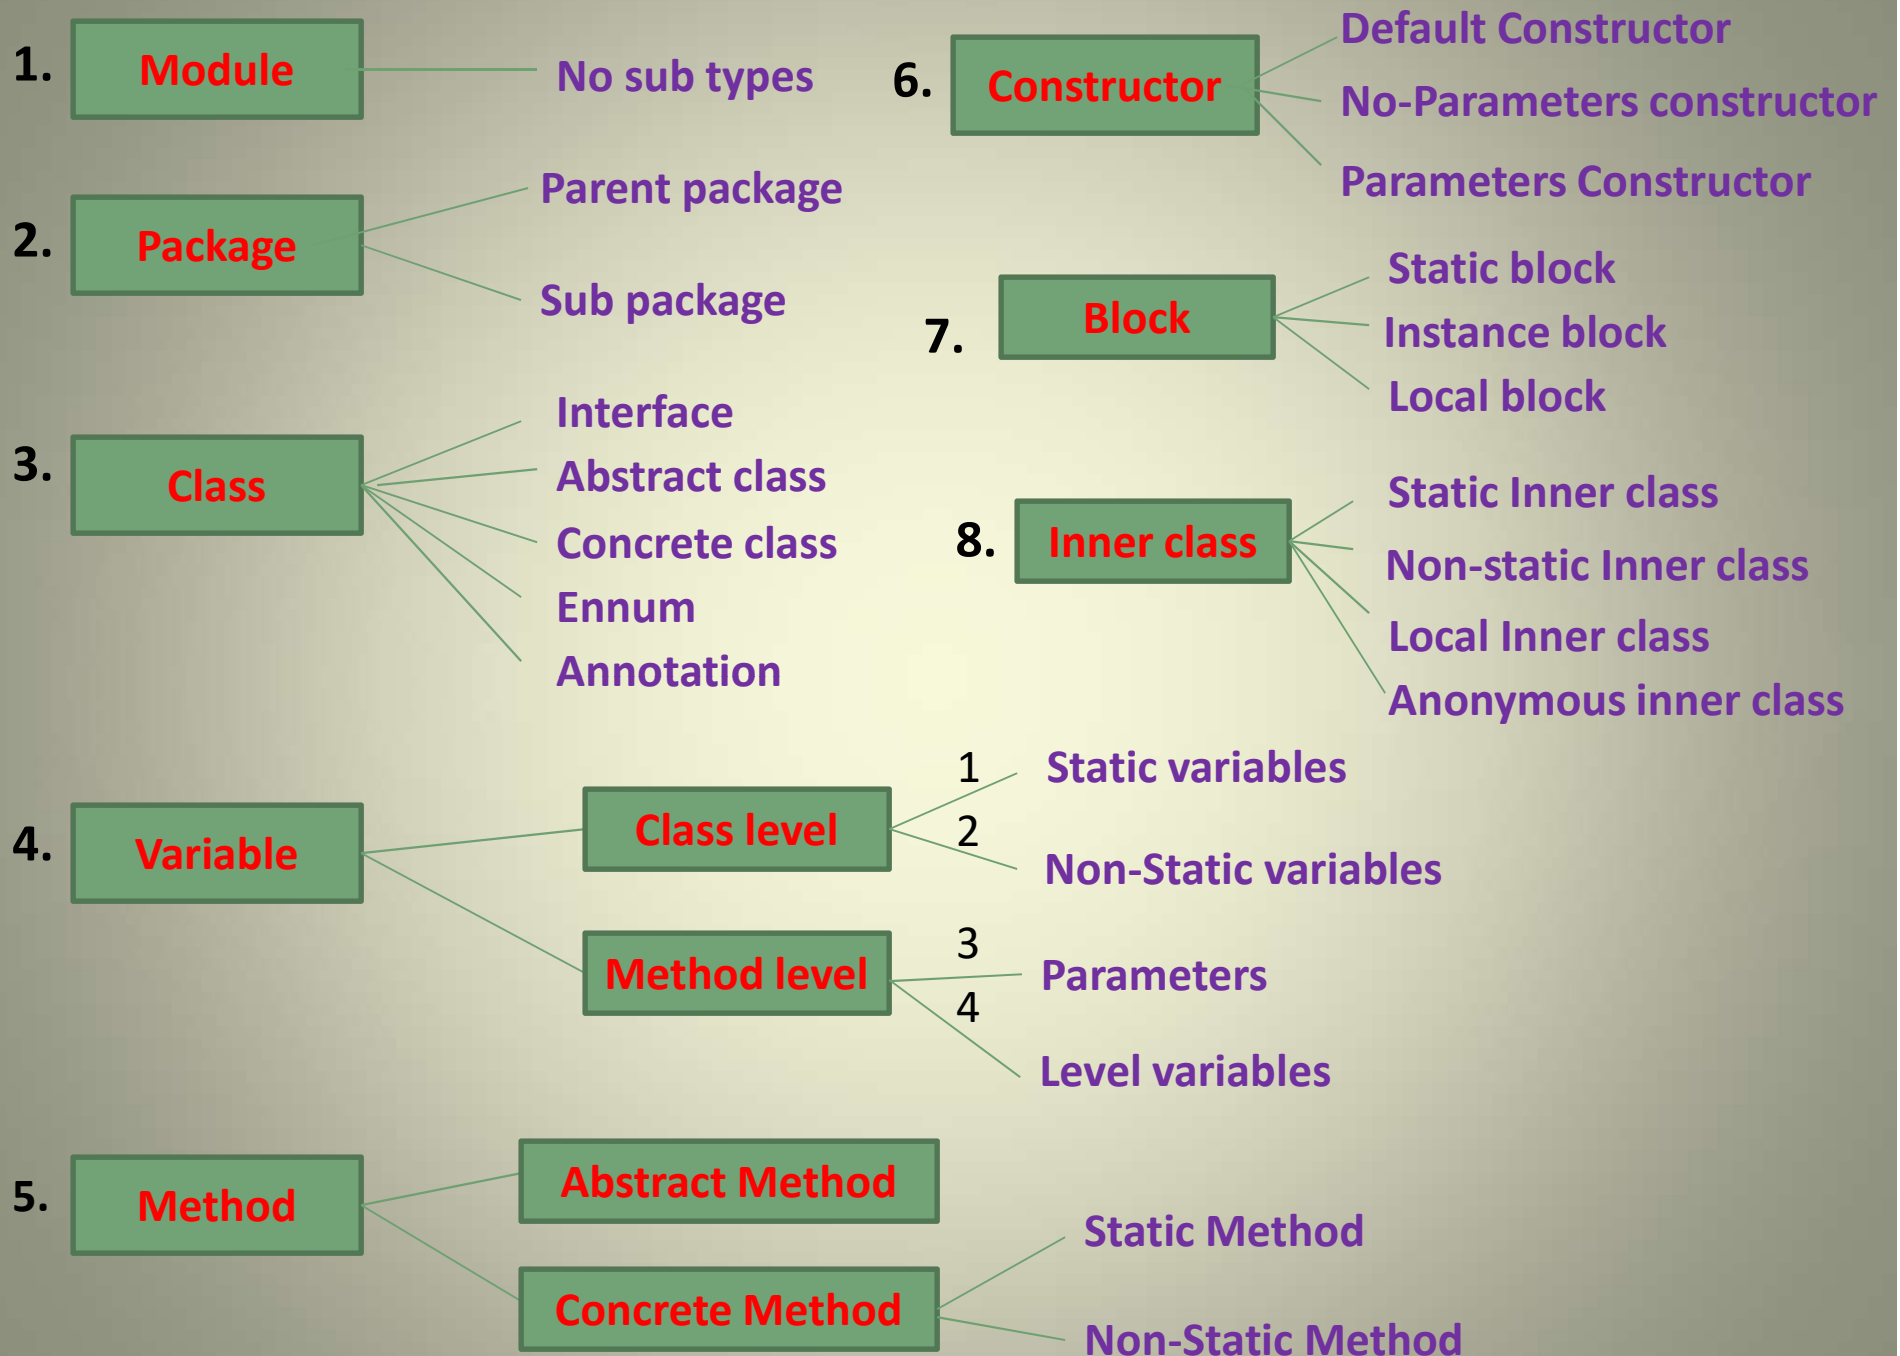 1. Module
No sub types
2. Package
Parent package
Sub package
3. Class
Interface
Abstract class
Concrete class
Ennum
Annotation
4. Variable
Class level
1 Static variables
2 Non-Static variables
Method level
3 Parameters
4 Level variables
5. Method
Abstract Method
Concrete Method
Static Method
Non-Static Method
6. Constructor
Default Constructor
No-Parameters constructor
Parameters Constructor
7. Block
Static block
Instance block
Local block
8. Inner class
Static Inner class
Non-static Inner class
Local Inner class
Anonymous inner class